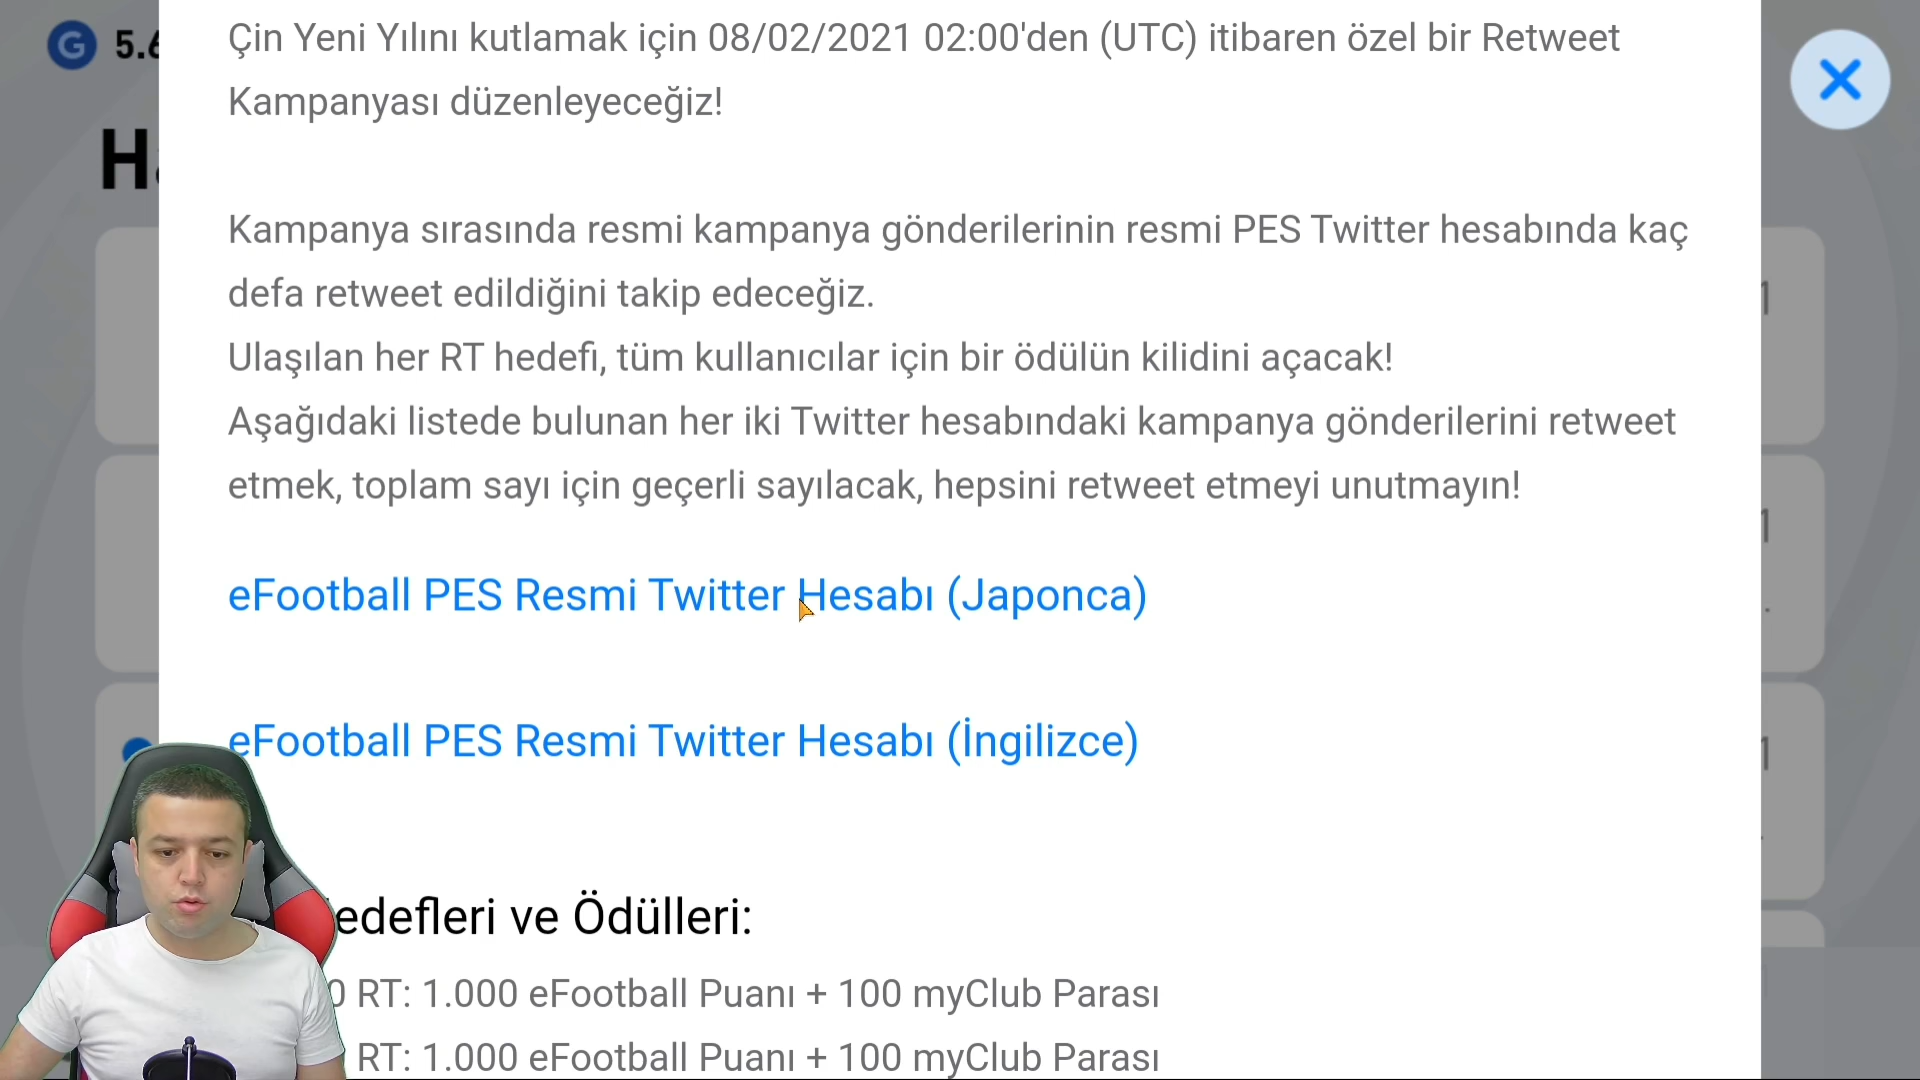 Çin Yeni Yılını kutlamak için 08/02/2021 02:00'den (UTC) itibaren özel bir Retweet
Kampanyası düzenleyeceğiz!
Kampanya sırasında resmi kampanya gönderilerinin resmi PES Twitter hesabında kaç
defa retweet edildiğini takip edeceğiz.
Ulaşılan her RT hedefi, tüm kullanıcılar için bir ödülün kilidini açacak!
Aşağıdaki listede bulunan her iki Twitter hesabındaki kampanya gönderilerini retweet
etmek, toplam sayı için geçerli sayılacak, hepsini retweet etmeyi unutmayın!
eFootball PES Resmi Twitter Hesabı (Japonca)
eFootball PES Resmi Twitter Hesabı (İngilizce)
edefleri ve Ödülleri:
0 RT: 1.000 eFootball Puanı + 100 myClub Parası
RT: 1.000 eFootball Puanı + 100 myClub Parası